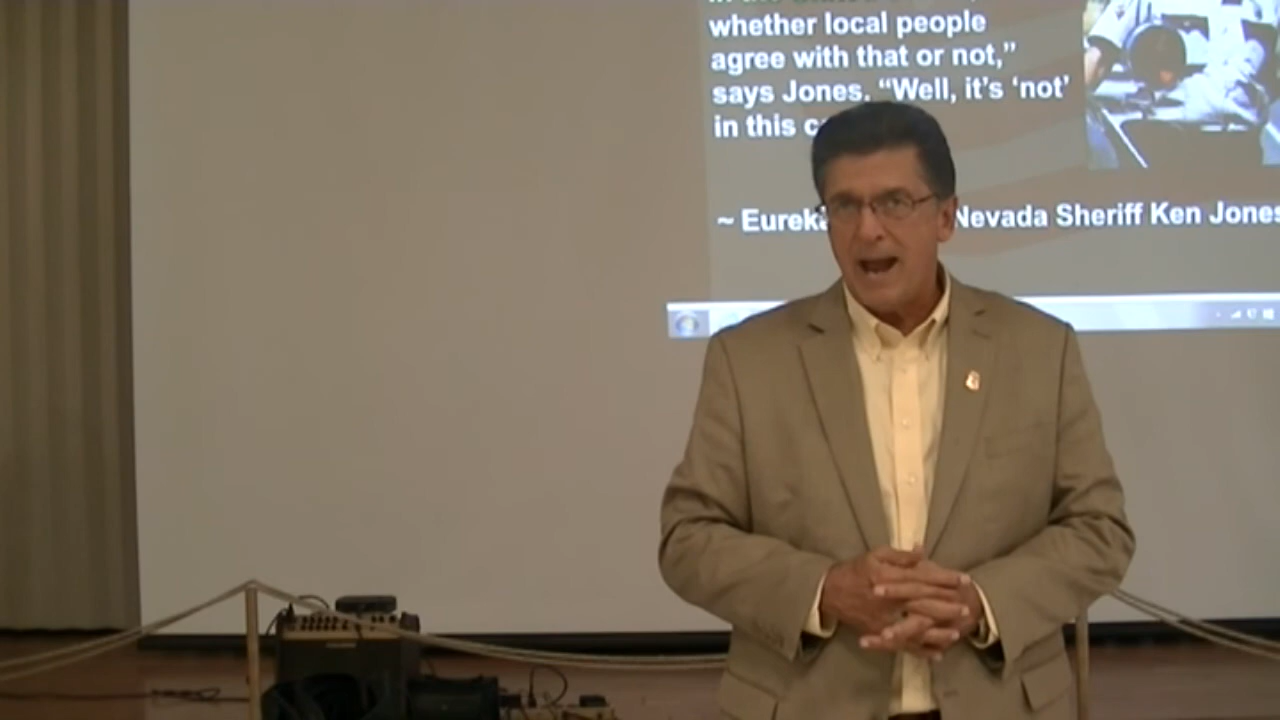 whether local people
agree with that or not,”
says Jones. “Well, it’s ‘not’
in this
~ Eureka Nevada Sheriff Ken Jones